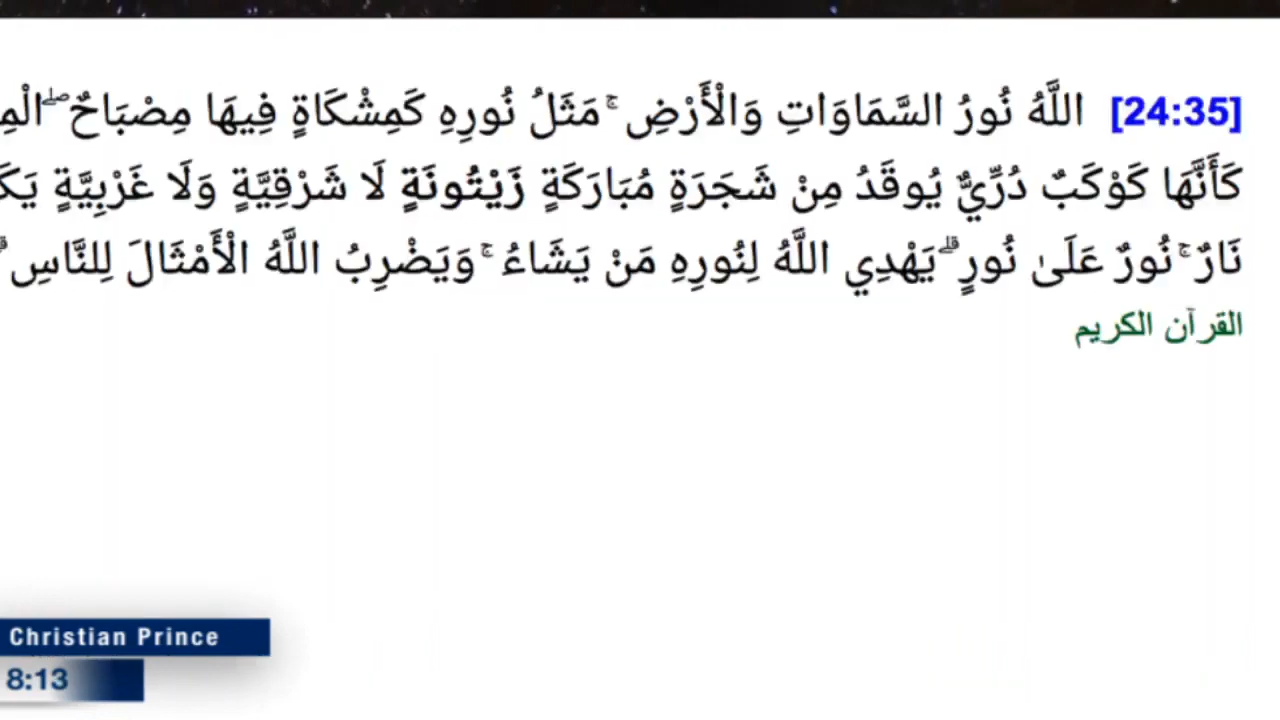 [24:35] اللَّهُ نُورُ السَّمَاوَاتِ وَالْأَرْضِ ۚ مَثَلُ نُورِهِ كَمِشْكَاةٍ فِيهَا مِصْبَاحٌ ۖ
كَأَنَّهَا كَوْكَبٌ دُرِّيٌّ يُوقَدُ مِنْ شَجَرَةٍ مُبَارَكَةٍ زَيْتُونَةٍ لَا شَرْقِيَّةٍ وَلَا غَرْبِيَّةٍ
نَارٌ ۚ نُورٌ عَلَىٰ نُورٍ ۗ يَهْدِي اللَّهُ لِنُورِهِ مَنْ يَشَاءُ ۚ وَيَضْرِبُ اللَّهُ الْأَمْثَالَ لِلنَّاسِ ۗ
القرآن الكريم
Christian Prince
8:13